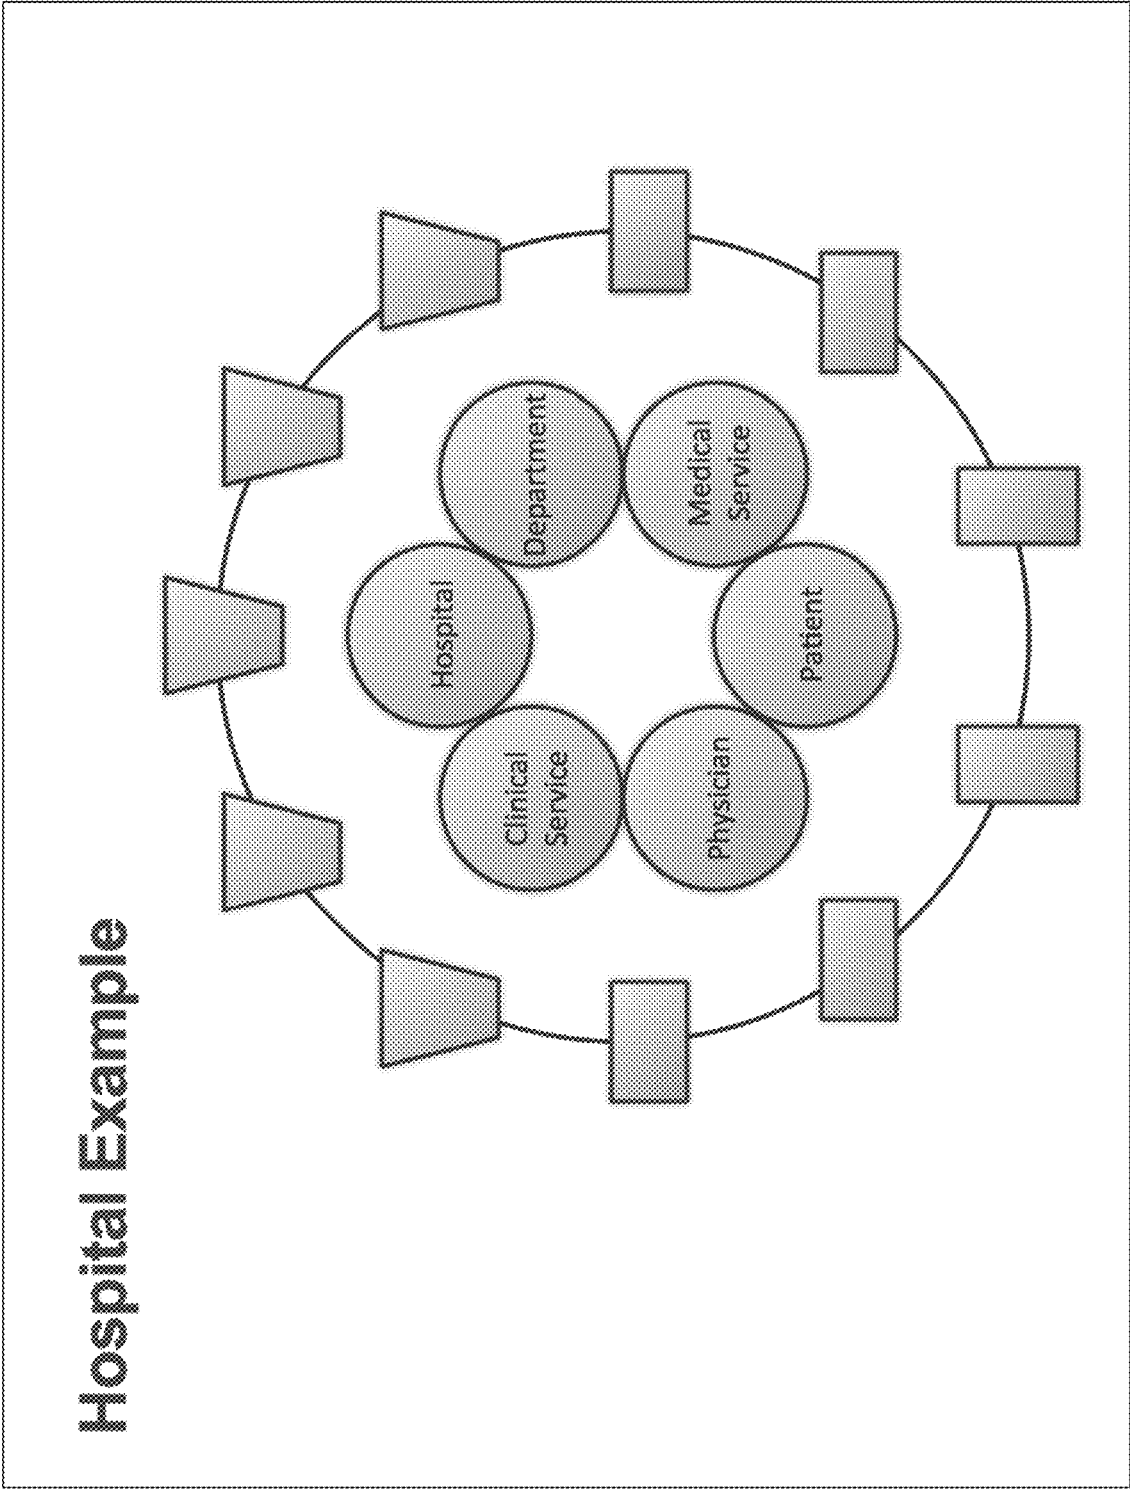 Hospital Example
Hospital
Clinical
Service
Department
Physician
Medical
Service
Patient